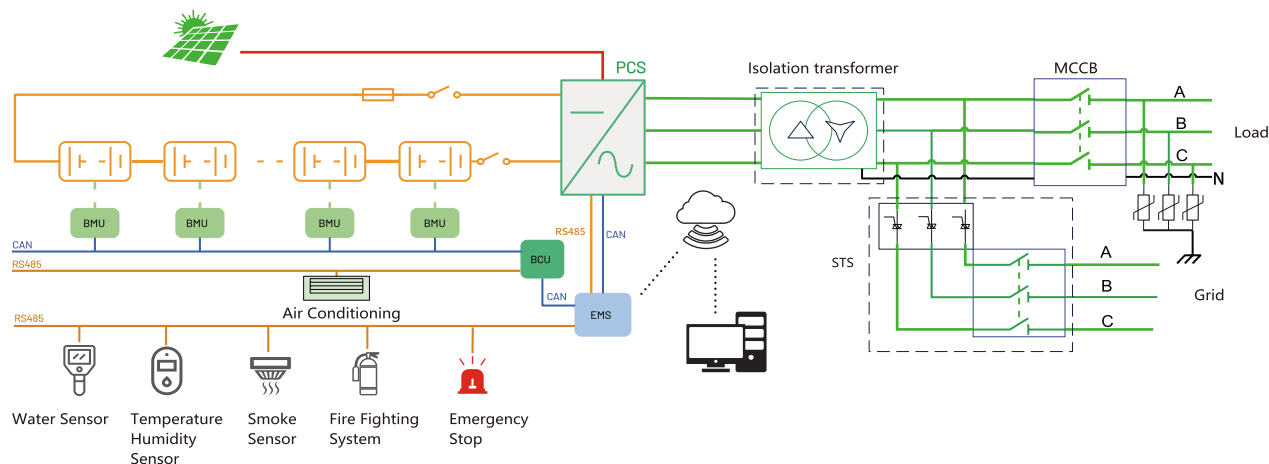 PCS
Isolation transformer
MCCB
A
B
Load
C
N
BMU
BMU
BMU
BMU
CAN
RS485
RS485
CAN
BCU
STS
A
Air Conditioning
CAN
EMS
B
Grid
C
RS485
Water Sensor
Temperature
Humidity
Sensor
Smoke
Sensor
Fire Fighting
System
Emergency
Stop